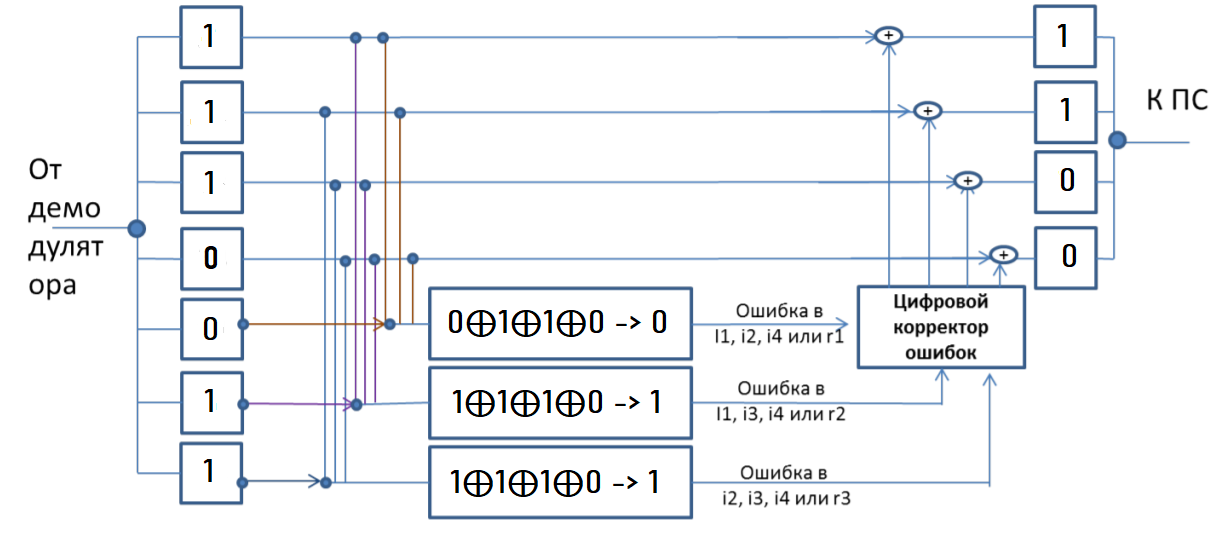 От
демо
дулят
ора
1
1
1
0
0
1
1
0⊕1⊕1⊕0 -> 0
1⊕1⊕1⊕0 -> 1
1⊕1⊕1⊕0 -> 1
Ошибка в
I1, i2, i4 или r1
Ошибка в
I1, i3, i4 или r2
Ошибка в
i2, i3, i4 или r3
+
+
+
+
Цифровой
корректор
ошибок
1
1
0
0
К ПС